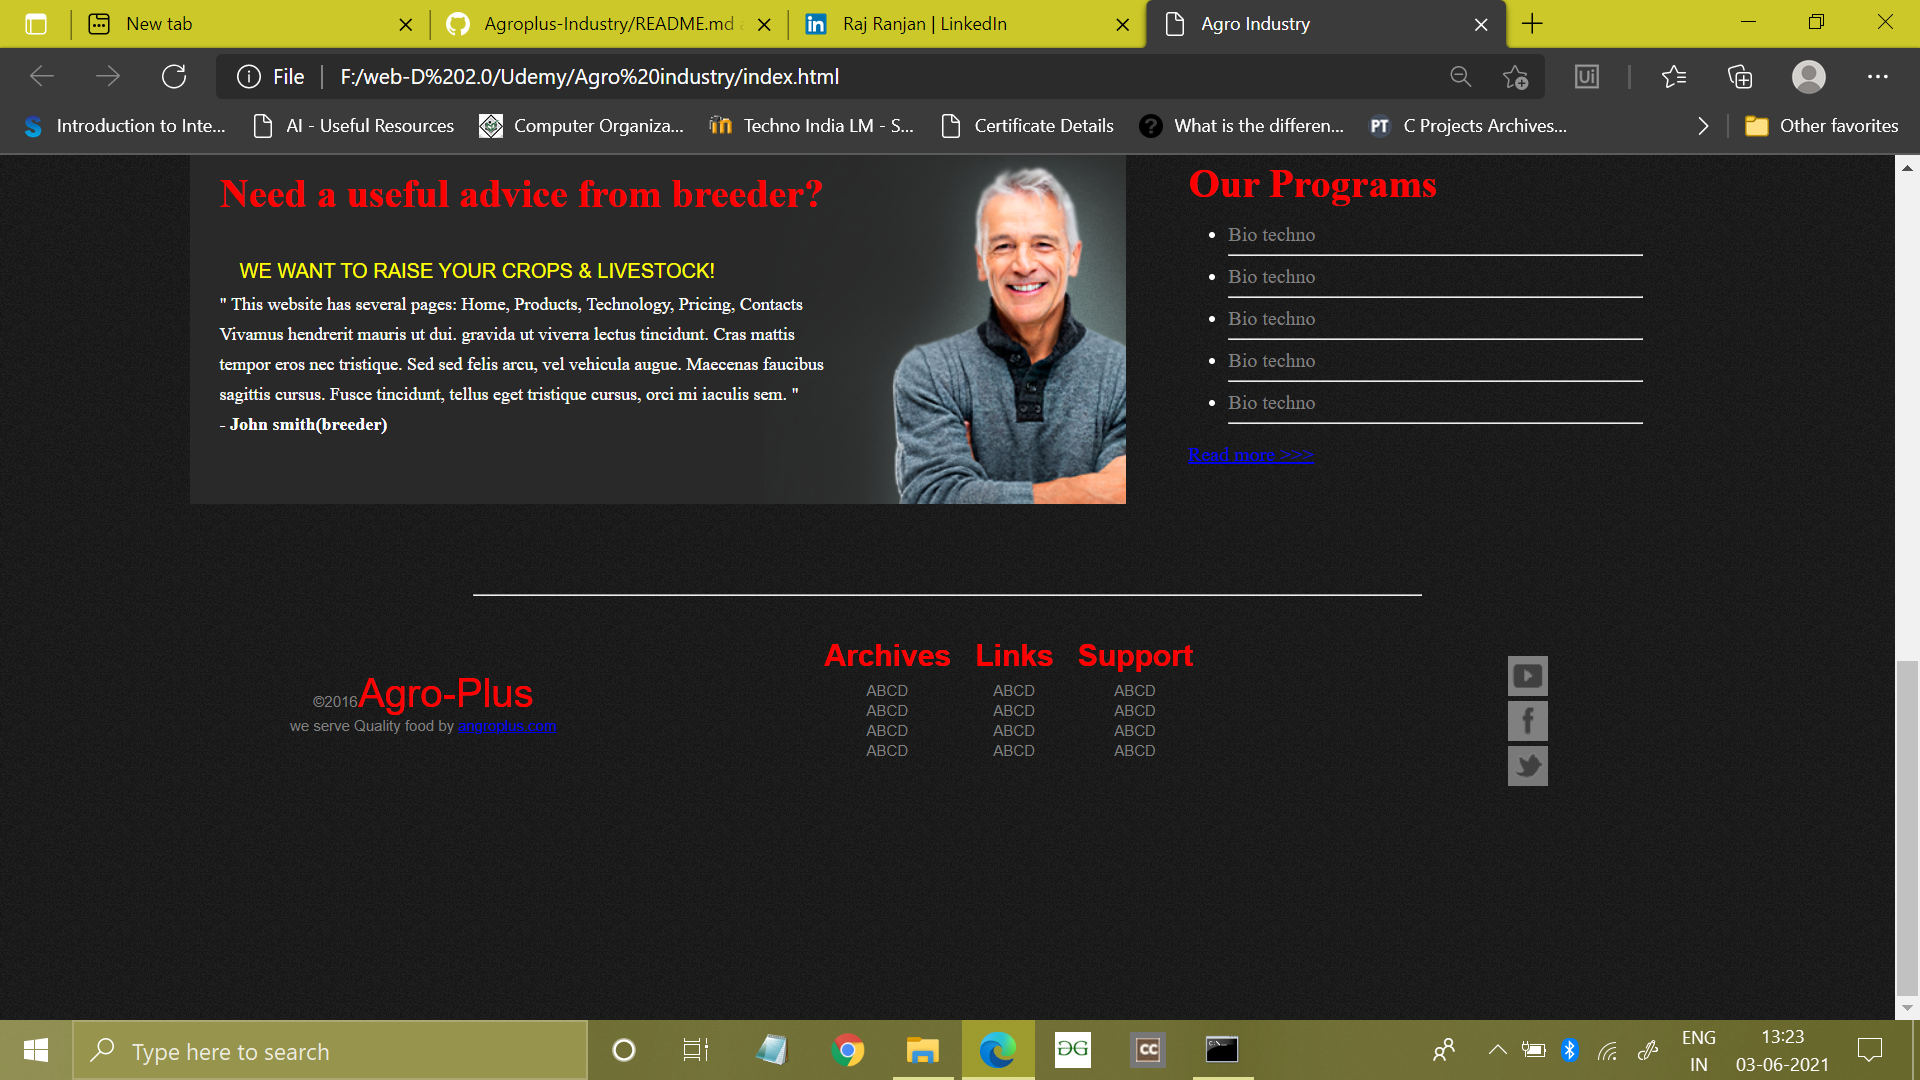 New tab
Agroplus-Industry/README.md
Raj Ranjan | LinkedIn
Agro Industry
File
F:/web-D%202.0/Udemy/Agro%20industry/index.html
Introduction to Inte...
AI - Useful Resources
Computer Organiza...
Techno India LM - S...
Certificate Details
What is the differen...
PT C Projects Archives...
Other favorites
Need a useful advice from breeder?
WE WANT TO RAISE YOUR CROPS & LIVESTOCK!
" This website has several pages: Home, Products, Technology, Pricing, Contacts
Vivamus hendrerit mauris ut dui. gravida ut viverra lectus tincidunt. Cras mattis
tempor eros nec tristique. Sed sed felis arcu, vel vehicula augue. Maecenas faucibus
sagittis cursus. Fusce tincidunt, tellus eget tristique cursus, orci mi iaculis sem. "
- John smith(breeder)
Our Programs
Bio techno
Bio techno
Bio techno
Bio techno
Bio techno
Read more >>>
©2016Agro-Plus
we serve Quality food by
Archives
ABCD
ABCD
ABCD
ABCD
Links
ABCD
ABCD
ABCD
ABCD
Support
ABCD
ABCD
ABCD
ABCD
Type here to search
ENG
IN
13:23
03-06-2021